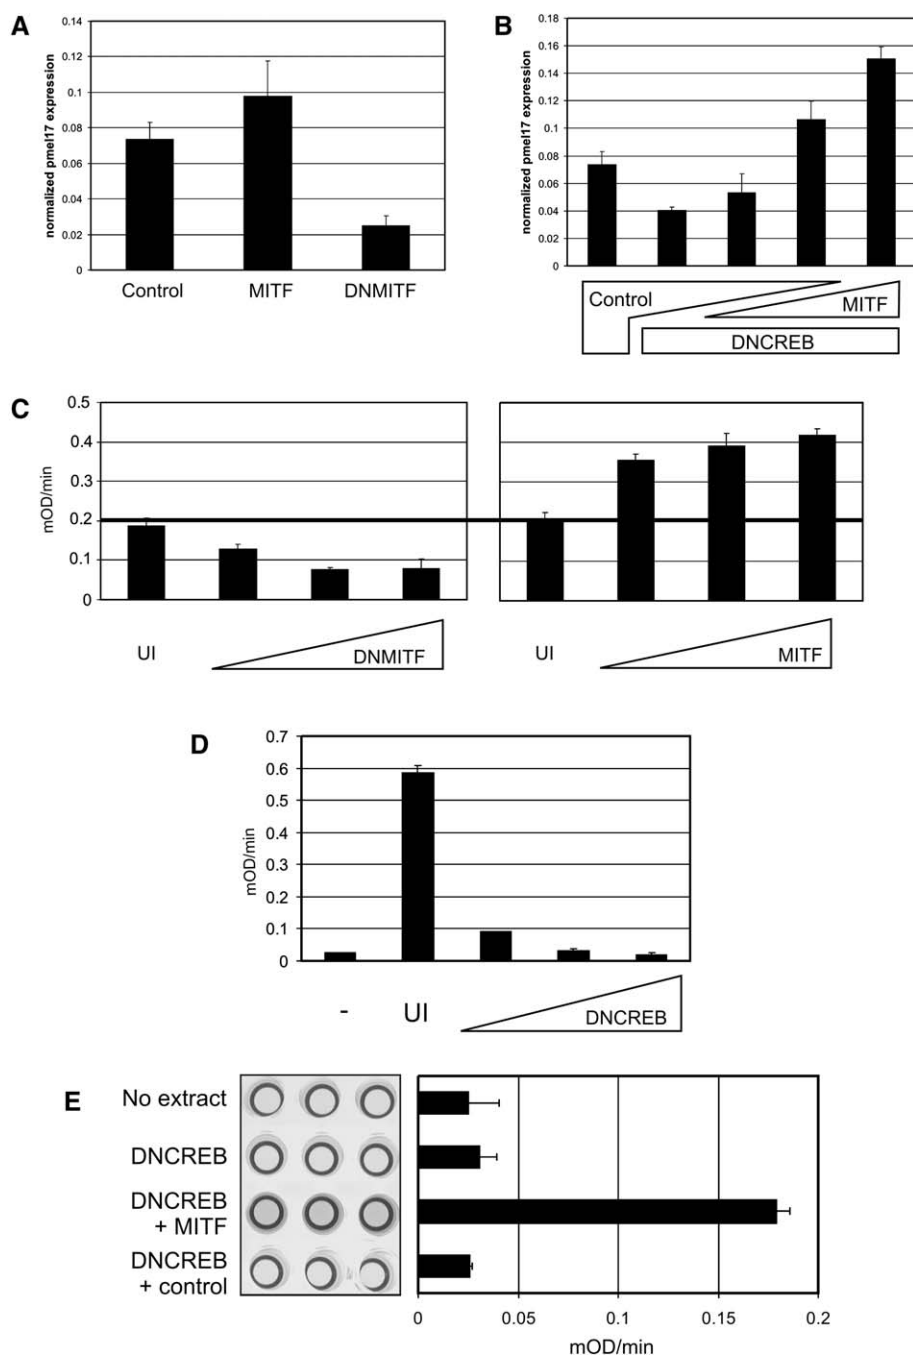 A
normalized pmel17 expression
0.14
0.12
0.1
0.08
0.06
0.04
0.02
0
Control MITF DNMITF
B
normalized pmel17 expression
0.18
0.16
0.14
0.12
0.1
0.08
0.06
0.04
0.02
0
Control
MITF
DNCREB
C
mOD/min
0.5
0.4
0.3
0.2
0.1
0
UI
DNMITF
UI
MITF
D
mOD/min
0.7
0.6
0.5
0.4
0.3
0.2
0.1
0
- UI
DNCREB
E
No extract
DNCREB
DNCREB
+ MITF
DNCREB
+ control
0 0.05 0.1 0.15 0.2
mOD/min